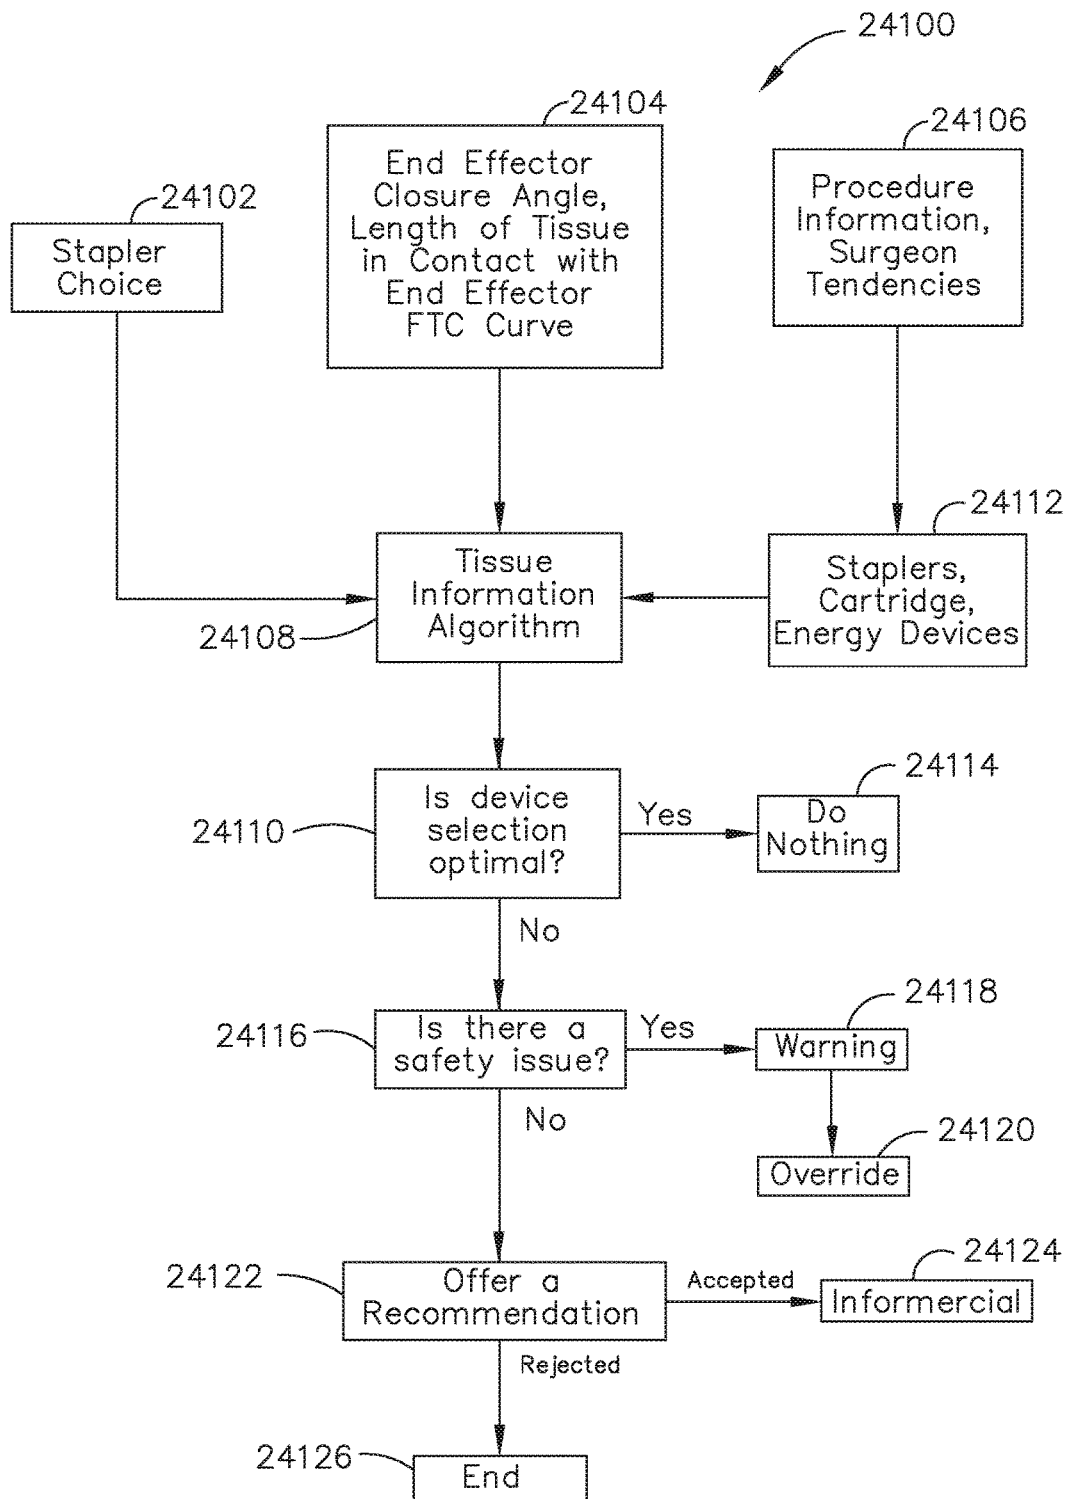 24100
24104
End Effector
Closure Angle,
Length of Tissue
in Contact with
End Effector
FTC Curve
24106
Procedure
Information,
Surgeon
Tendencies
24102
Stapler
Choice
24112
Staplers,
Cartridge,
Energy Devices
Tissue
Information
Algorithm
24108
24110
Is device
selection
optimal?
Yes
24114
Do
Nothing
No
24116
Is there a
safety issue?
Yes
24118
Warning
No
24120
Override
24122
Offer a
Recommendation
Accepted
24124
Informercial
Rejected
24126
End